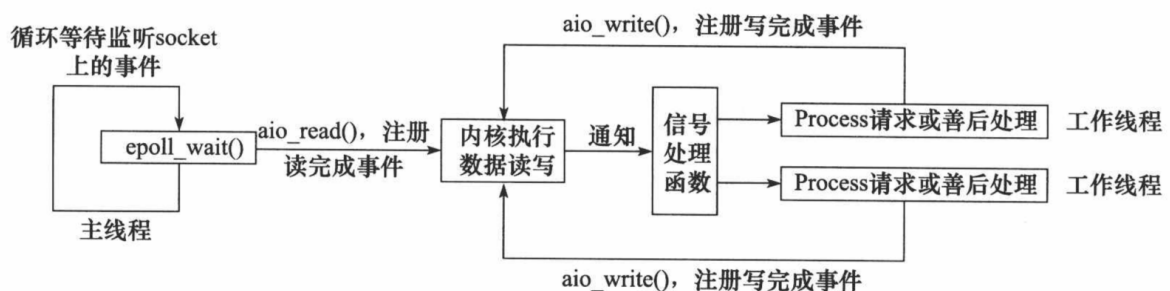 aio_write()，注册写完成事件
循环等待监听socket
上的事件
epoll_wait()
aio_read()，注册
读完成事件
内核执行
数据读写
通知
信号
处理
函数
Process请求或善后处理
工作线程
Process请求或善后处理
工作线程
主线程
aio_write()，注册写完成事件